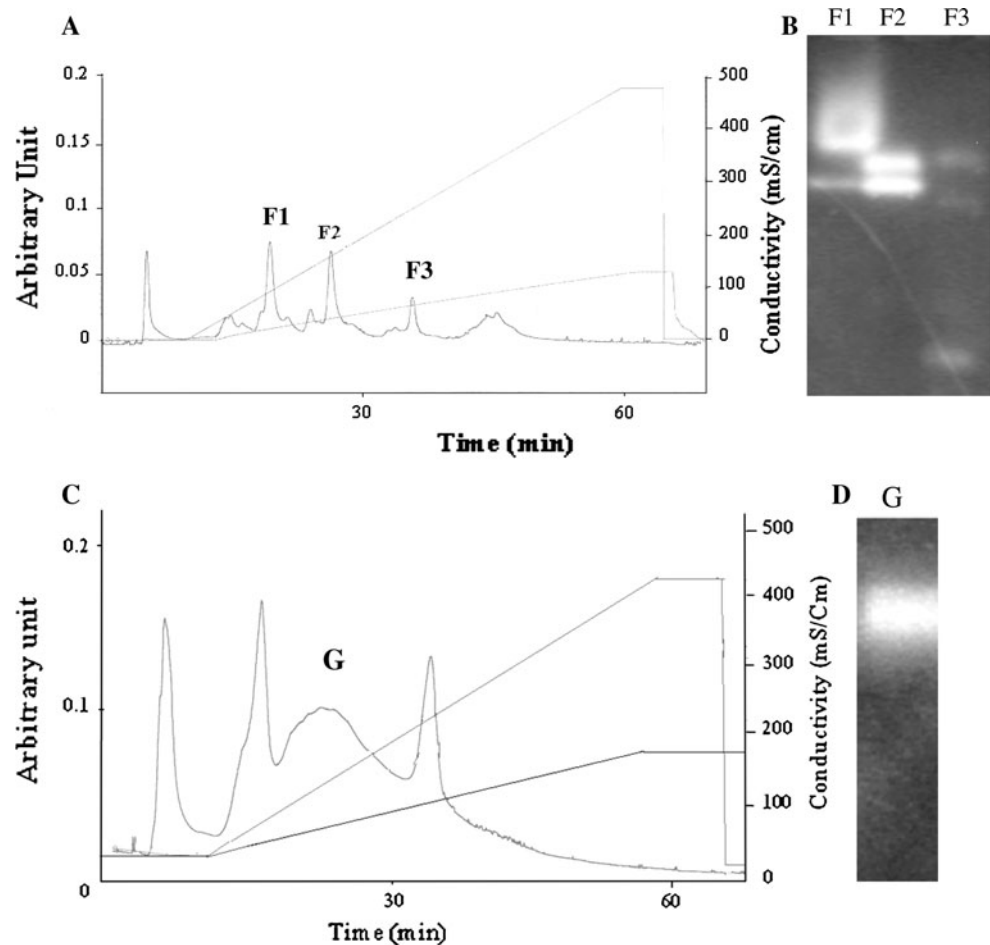 A
0.2
0.15
0.1
0.05
0
Arbitrary Unit
F1
F2
F3
500
400
300
200
100
0
Conductivity (mS/cm)
30
60
Time (min)
B
F1 F2 F3
C
0.2
0.1
0
Arbitrary unit
G
500
400
300
200
100
0
Conductivity (mS/Cm)
30
60
Time (min)
D
G